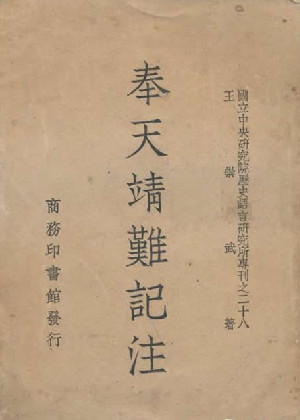 國立中央研究院歷史語言研究所專刊之二十八
王崇武著
奉天靖難記注
商務印書館發行